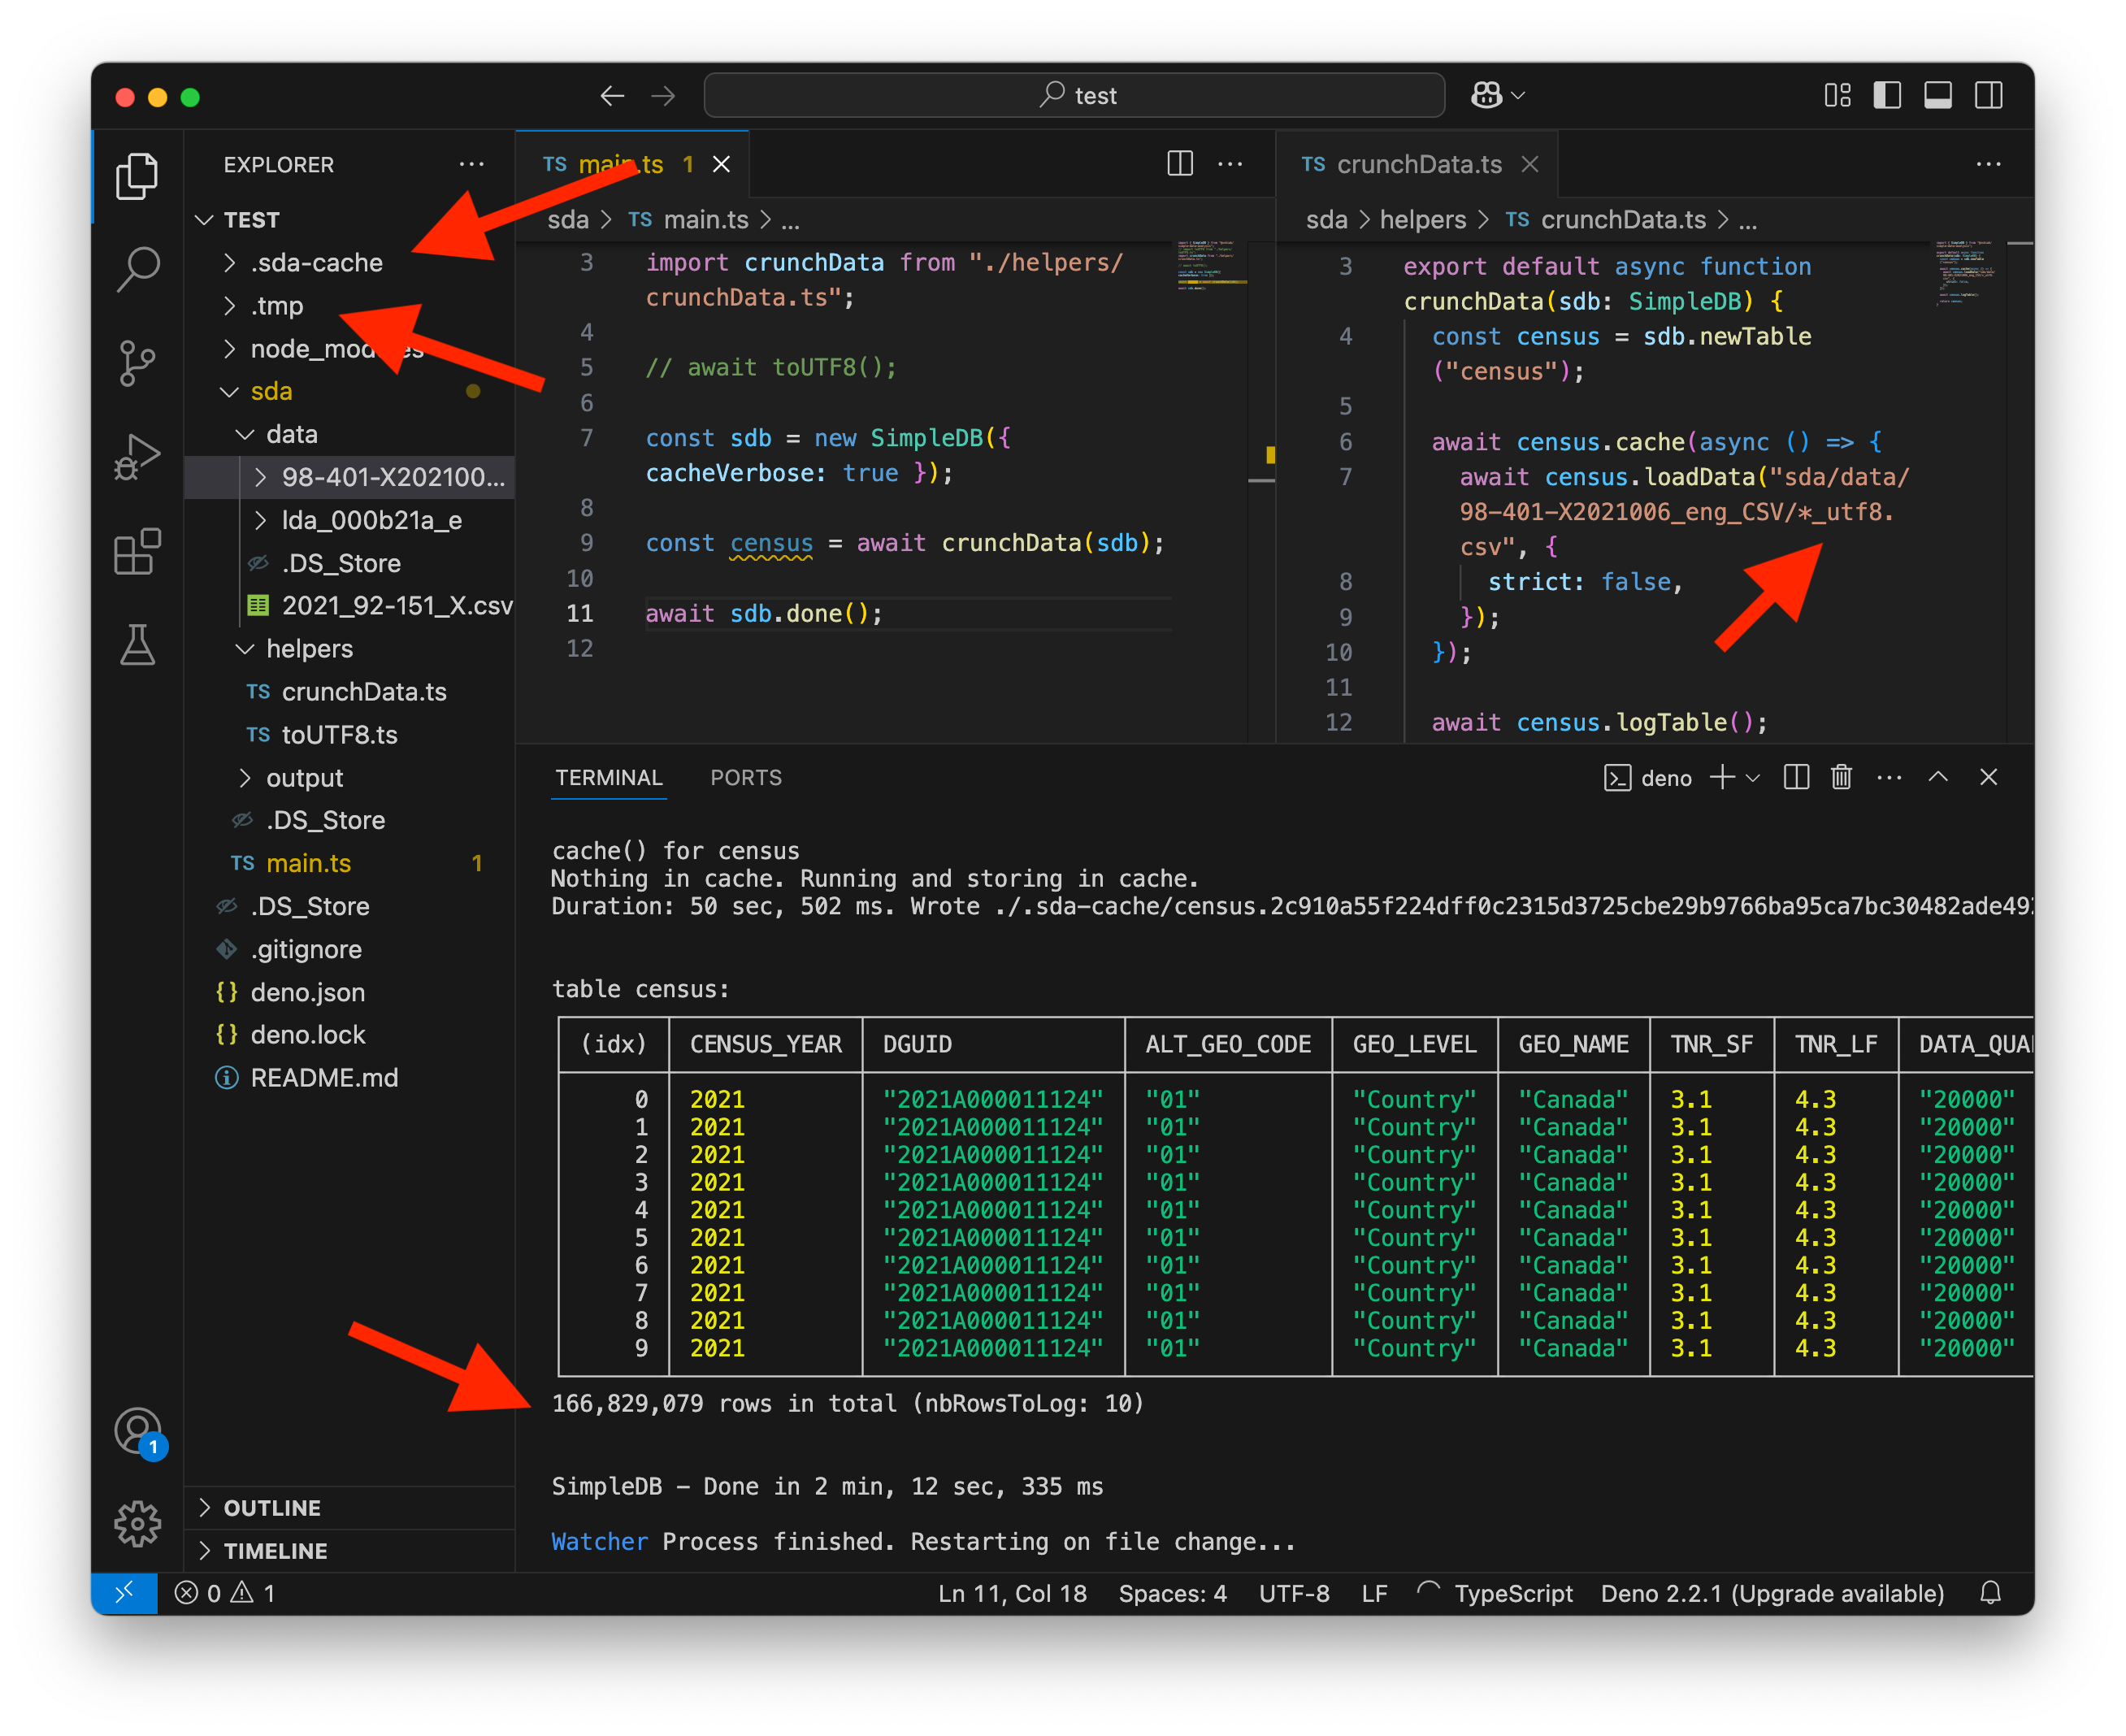 test
EXPLORER
TEST
.sda-cache
.tmp
node_modules
sda
data
98-401-X202100...
lda_000b21a_e
.DS_Store
2021_92-151_X.csv
helpers
TS crunchData.ts
TS toUTF8.ts
output
.DS_Store
TS main.ts 1
.DS_Store
.gitignore
{} deno.json
{} deno.lock
README.md
OUTLINE
TIMELINE
TS main.ts 1
sda > TS main.ts > ...
3 import crunchData from "./helpers/
crunchData.ts";
4
5 // await toUTF8();
6
7 const sdb = new SimpleDB({
cacheVerbose: true });
8
9 const census = await crunchData(sdb);
10
11 await sdb.done();
12
TS crunchData.ts
sda > helpers > TS crunchData.ts > ...
3 export default async function
crunchData(sdb: SimpleDB) {
4 const census = sdb.newTable
("census");
5
6 await census.cache(async () => {
7 await census.loadData("sda/data/
98-401-X2021006_eng_CSV/*_utf8.
csv", {
8 strict: false,
9 });
10 });
11
12 await census.logTable();
TERMINAL PORTS
deno
cache() for census
Nothing in cache. Running and storing in cache.
Duration: 50 sec, 502 ms. Wrote ./.sda-cache/census.2c910a55f224dff0c2315d3725cbe29b9766ba95ca7bc30482ade492
table census:
(idx) CENSUS_YEAR DGUID ALT_GEO_CODE GEO_LEVEL GEO_NAME TNR_SF TNR_LF DATA_QUA
0 2021 "2021A000011124" "01" "Country" "Canada" 3.1 4.3 "20000"
1 2021 "2021A000011124" "01" "Country" "Canada" 3.1 4.3 "20000"
2 2021 "2021A000011124" "01" "Country" "Canada" 3.1 4.3 "20000"
3 2021 "2021A000011124" "01" "Country" "Canada" 3.1 4.3 "20000"
4 2021 "2021A000011124" "01" "Country" "Canada" 3.1 4.3 "20000"
5 2021 "2021A000011124" "01" "Country" "Canada" 3.1 4.3 "20000"
6 2021 "2021A000011124" "01" "Country" "Canada" 3.1 4.3 "20000"
7 2021 "2021A000011124" "01" "Country" "Canada" 3.1 4.3 "20000"
8 2021 "2021A000011124" "01" "Country" "Canada" 3.1 4.3 "20000"
9 2021 "2021A000011124" "01" "Country" "Canada" 3.1 4.3 "20000"
166,829,079 rows in total (nbRowsToLog: 10)
SimpleDB – Done in 2 min, 12 sec, 335 ms
Watcher Process finished. Restarting on file change...
1
0 1
Ln 11, Col 18 Spaces: 4 UTF-8 LF TypeScript Deno 2.2.1 (Upgrade available)